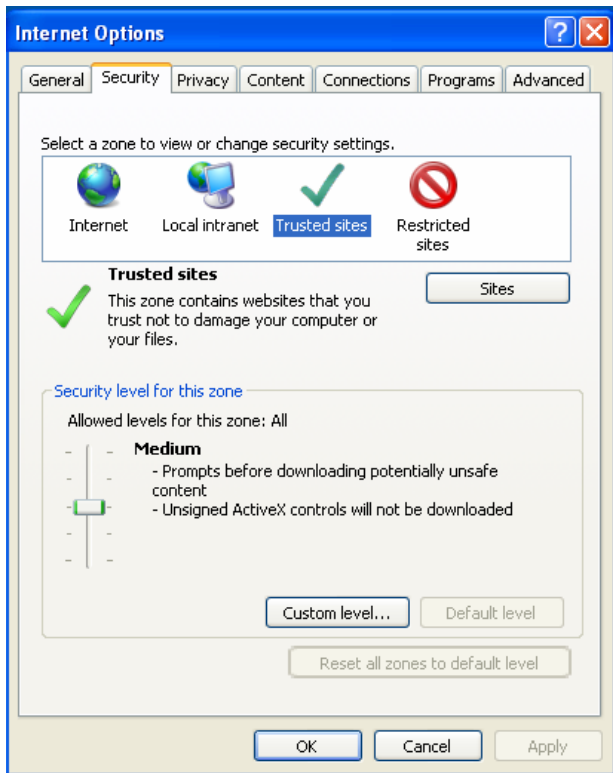 Internet Options
General Security Privacy Content Connections Programs Advanced
Select a zone to view or change security settings.
Internet Local intranet Trusted sites Restricted
sites
Trusted sites
Sites
This zone contains websites that you
trust not to damage your computer or
your files.
Security level for this zone
Allowed levels for this zone: All
Medium
- Prompts before downloading potentially unsafe
content
- Unsigned ActiveX controls will not be downloaded
Custom level... Default level
Reset all zones to default level
OK Cancel Apply